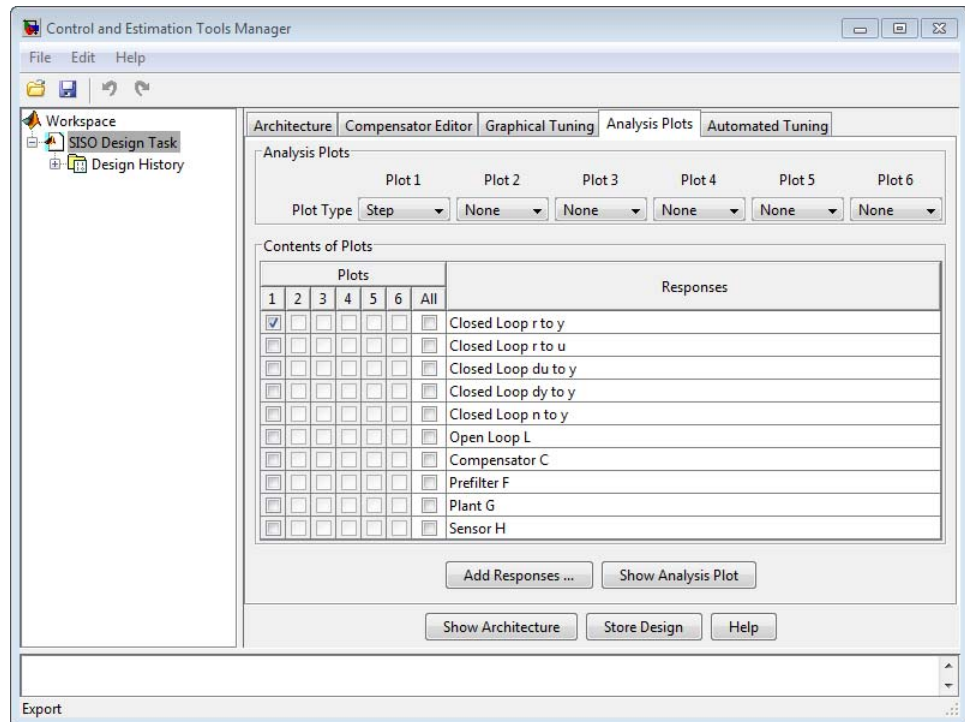 Control and Estimation Tools Manager
File Edit Help
Workspace
SISO Design Task
Design History
Architecture Compensator Editor Graphical Tuning Analysis Plots Automated Tuning
Analysis Plots
Plot 1 Plot 2 Plot 3 Plot 4 Plot 5 Plot 6
Plot Type Step None None None None None
Contents of Plots
Plots
Responses
1 2 3 4 5 6 All
Closed Loop r to y
Closed Loop r to u
Closed Loop du to y
Closed Loop dy to y
Closed Loop n to y
Open Loop L
Compensator C
Prefilter F
Plant G
Sensor H
Add Responses ... Show Analysis Plot
Show Architecture Store Design Help
Export